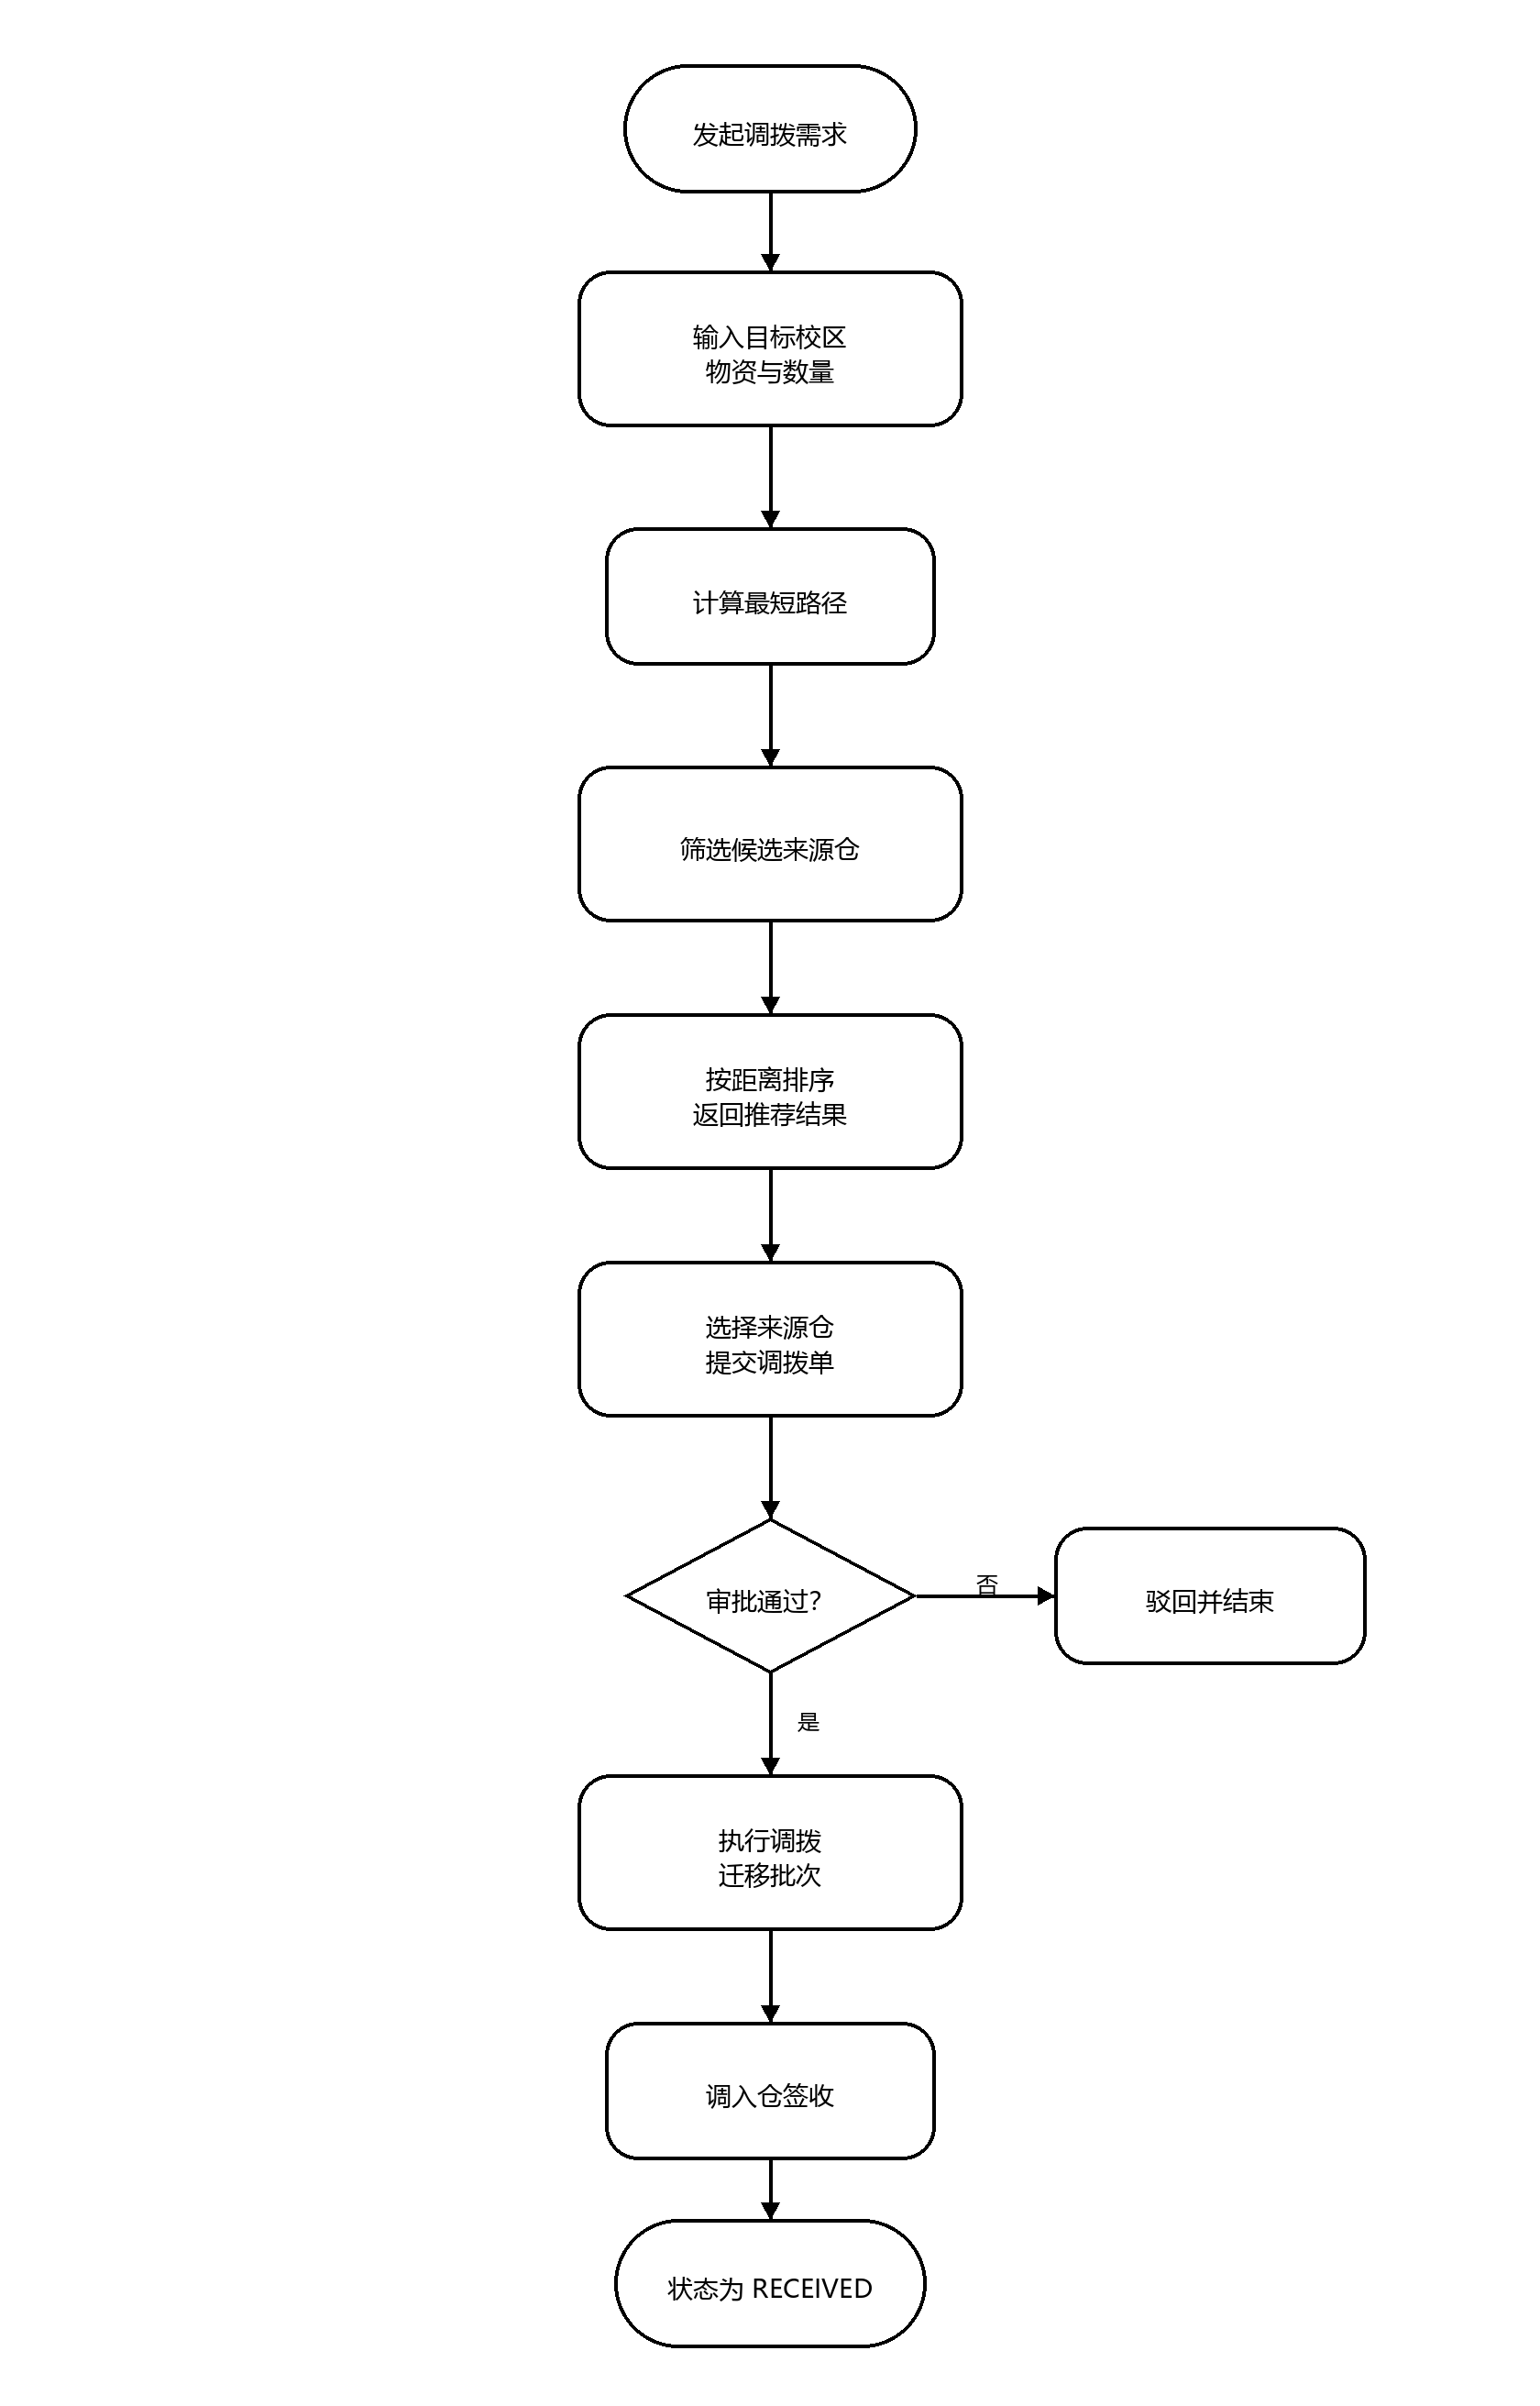 发起调拨需求
输入目标校区
物资与数量
计算最短路径
筛选候选来源仓
按距离排序
返回推荐结果
选择来源仓
提交调拨单
审批通过?
否
驳回并结束
是
执行调拨
迁移批次
调入仓签收
状态为 RECEIVED